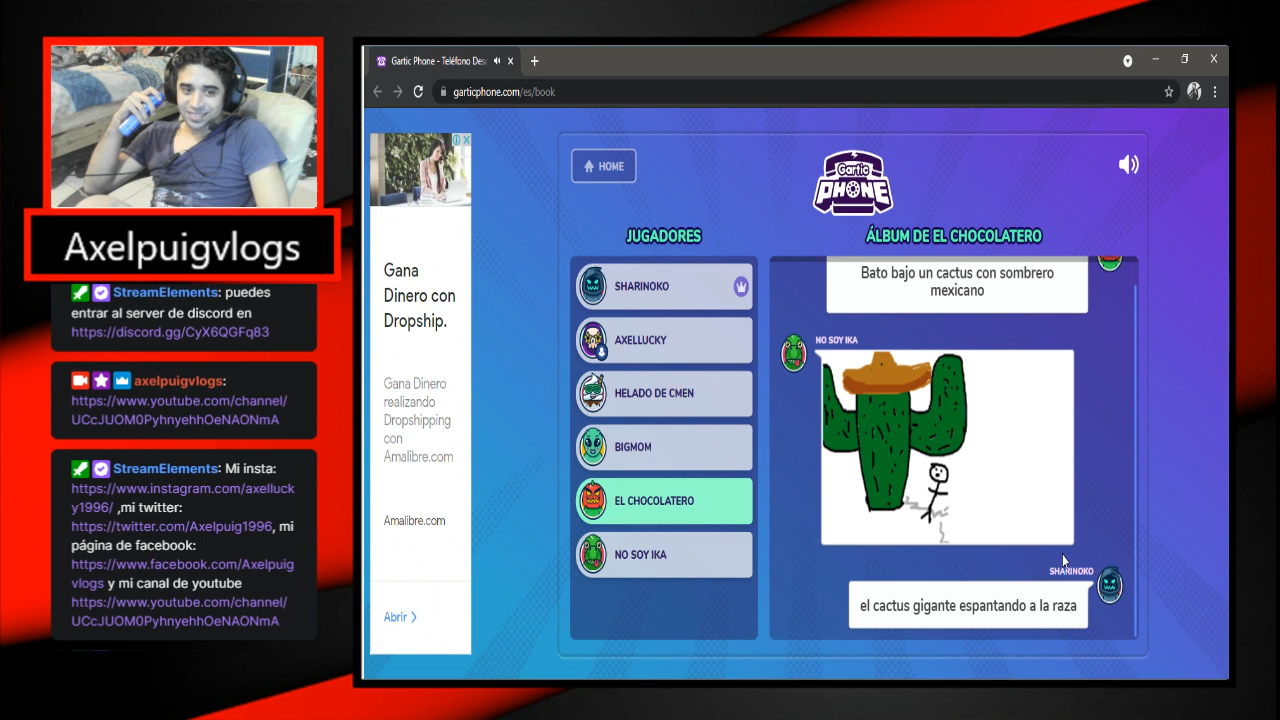 Axelpuigvlogs
StreamElements: puedes
entrar al server de discord en
https://discord.gg/CyX6QGFq83
axelpuigvlogs:
https://www.youtube.com/channel/
UCcJUOM0PyhnyehhOeNAONmA
StreamElements: Mi insta:
https://www.instagram.com/axelluck
y1996/ ,mi twitter:
https://twitter.com/Axelpuig1996, mi
página de facebook:
https://www.facebook.com/Axelpuig
vlogs y mi canal de youtube
https://www.youtube.com/channel/
UCcJUOM0PyhnyehhOeNAONmA
Gartic Phone - Teléfono Des
garticphone.com/es/book
Gana
Dinero con
Dropship.
Gana Dinero
realizando
Dropshipping
con
Amalibre.com
Amalibre.com
Abrir
HOME
Gartic
PHONE
JUGADORES
SHARINOKO
AXELLUCKY
HELADO DE CMEN
BIGMOM
EL CHOCOLATERO
NO SOY IKA
ÁLBUM DE EL CHOCOLATERO
Bato bajo un cactus con sombrero
mexicano
NO SOY IKA
SHARINOKO
el cactus gigante espantando a la raza